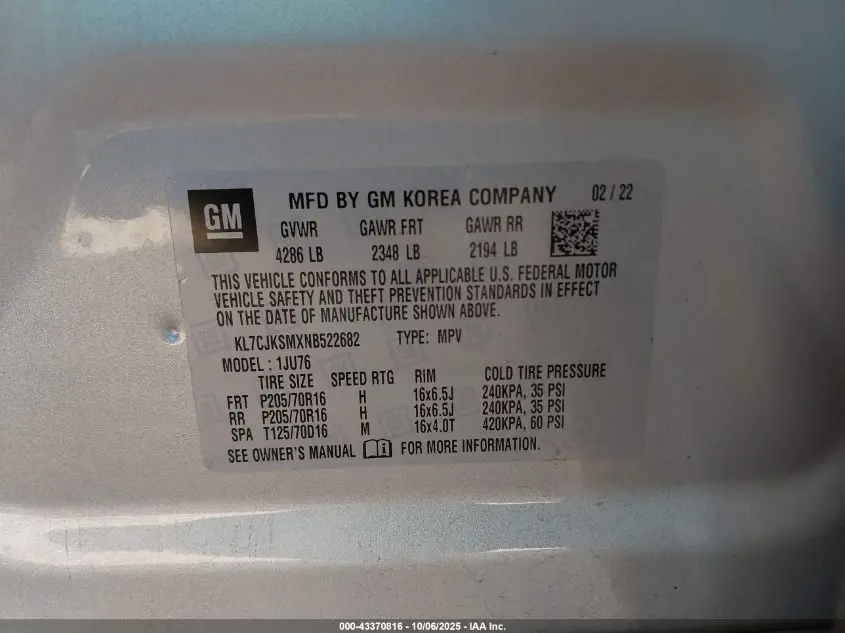 GM
MFD BY GM KOREA COMPANY 02 / 22
GVWR GAWR FRT GAWR RR
4286 LB 2348 LB 2194 LB
THIS VEHICLE CONFORMS TO ALL APPLICABLE U.S. FEDERAL MOTOR
VEHICLE SAFETY AND THEFT PREVENTION STANDARDS IN EFFECT
ON THE DATE OF MANUFACTURE SHOWN ABOVE.
KL7CJKSMXNB522682 TYPE: MPV
MODEL : 1JU76
TIRE SIZE SPEED RTG RIM COLD TIRE PRESSURE
FRT P205/70R16 H 16x6.5J 240KPA, 35 PSI
RR P205/70R16 H 16x6.5J 240KPA, 35 PSI
SPA T125/70D16 M 16x4.0T 420KPA, 60 PSI
SEE OWNER'S MANUAL FOR MORE INFORMATION.
000-43370816 - 10/06/2025 - IAA Inc.